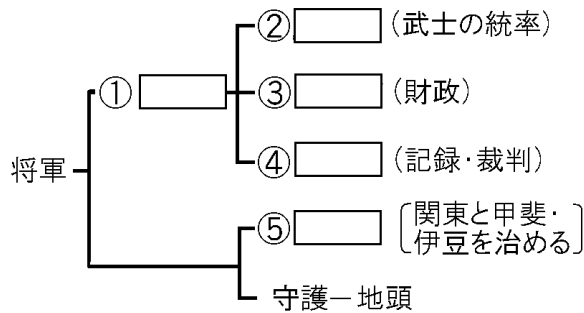 ② (武士の統率)
① ③ (財政)
④ (記録・裁判)
将軍
⑤ 〔関東と甲斐・
伊豆を治める〕
守護－地頭